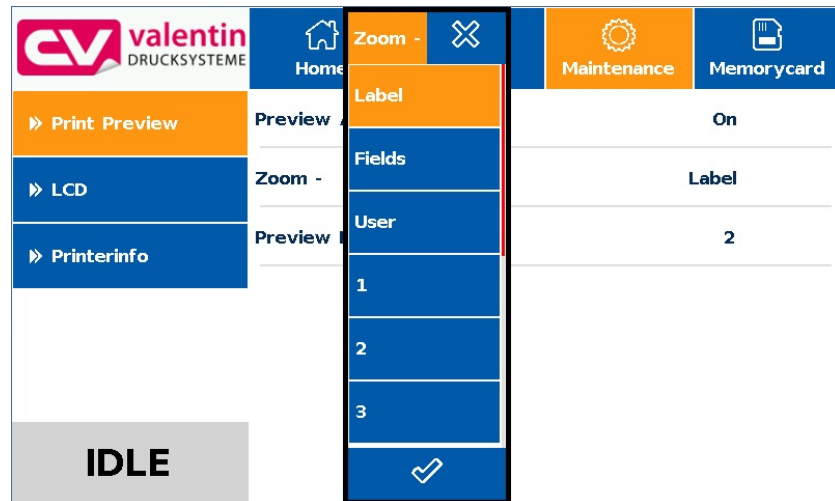 valentin
DRUCKSYSTEME
Home
Zoom -
Maintenance
Memorycard
Print Preview
LCD
Printerinfo
Preview
On
Zoom -
Label
Preview
2
Label
Fields
User
1
2
3
IDLE